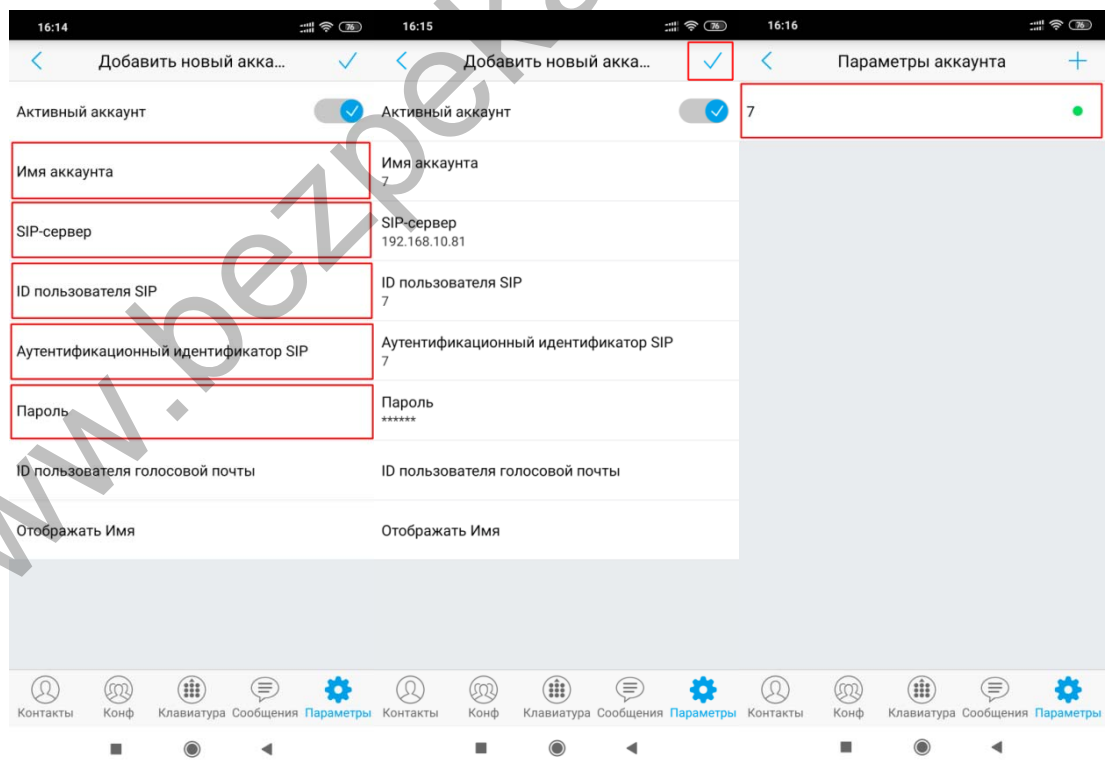 16:14
76
Добавить новый акка...
Активный аккаунт
Имя аккаунта
SIP-сервер
ID пользователя SIP
Аутентификационный идентификатор SIP
Пароль
ID пользователя голосовой почты
Отображать Имя
Контакты Конф Клавиатура Сообщения Параметры
16:15
76
Добавить новый акка...
Активный аккаунт
Имя аккаунта
7
SIP-сервер
192.168.10.81
ID пользователя SIP
7
Аутентификационный идентификатор SIP
7
Пароль
******
ID пользователя голосовой почты
Отображать Имя
Контакты Конф Клавиатура Сообщения Параметры
16:16
76
Параметры аккаунта
7
Контакты Конф Клавиатура Сообщения Параметры
www.bezpeka